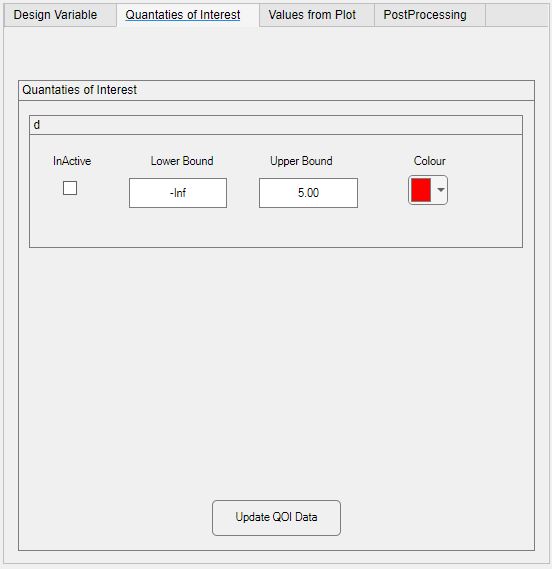 Design Variable Quantaties of Interest Values from Plot PostProcessing
Quantaties of Interest
d
InActive Lower Bound Upper Bound Colour
-Inf 5.00
Update QOI Data